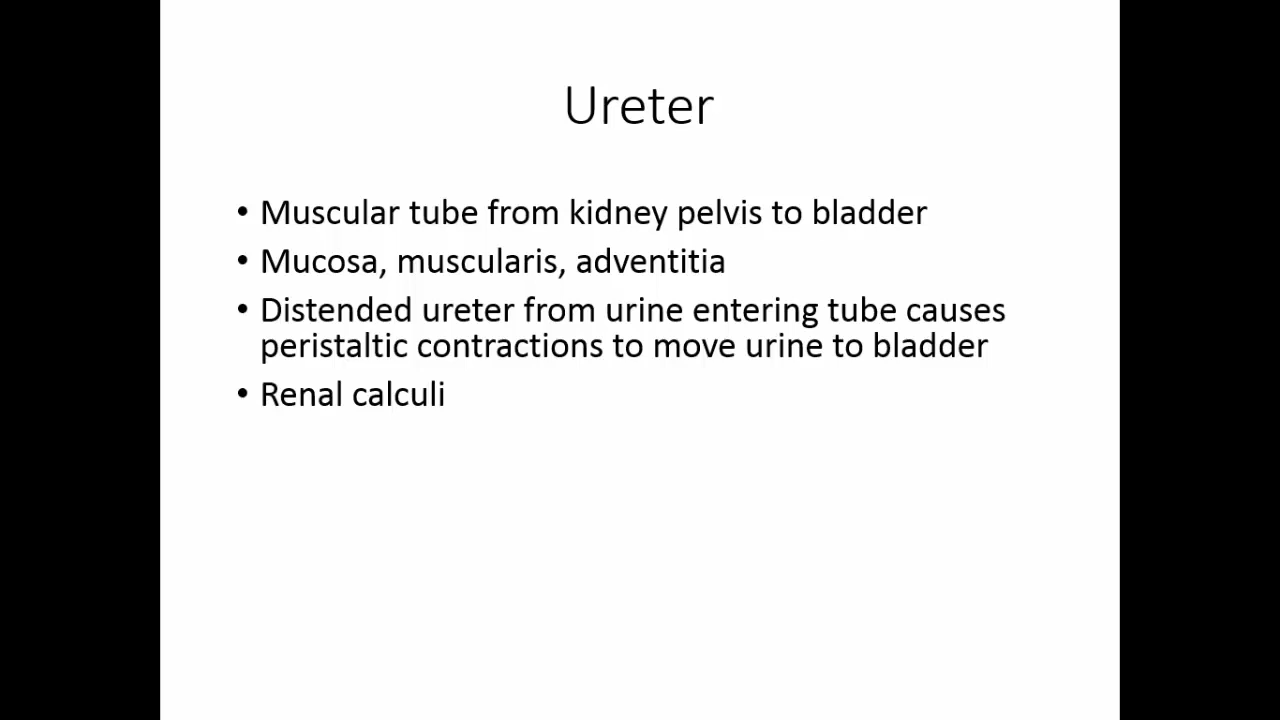 Ureter
• Muscular tube from kidney pelvis to bladder
• Mucosa, muscularis, adventitia
• Distended ureter from urine entering tube causes
peristaltic contractions to move urine to bladder
• Renal calculi